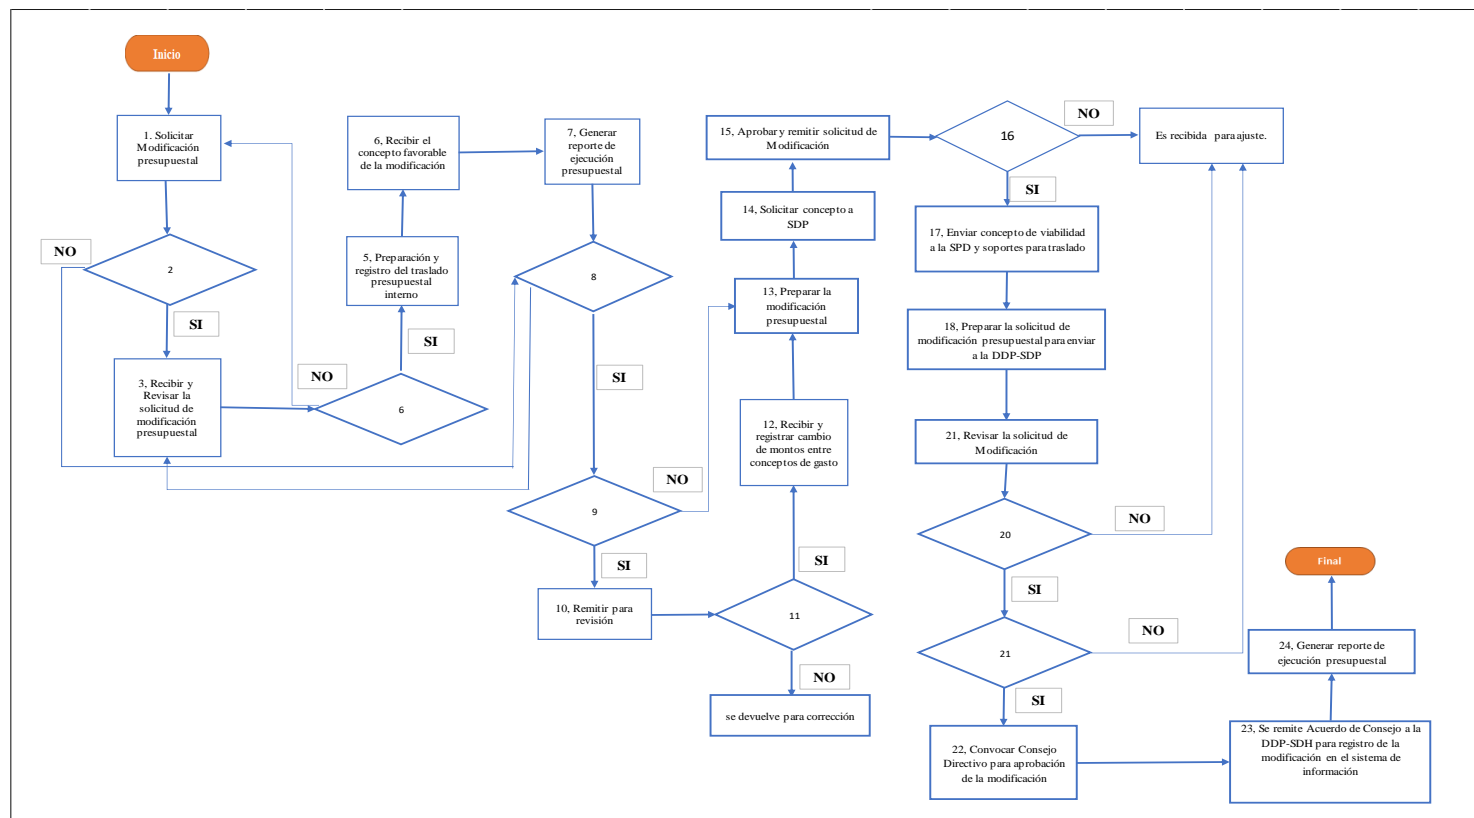 Inicio
1. Solicitar
Modificación
presupuestal
NO
2
SI
3, Recibir y
Revisar la
solicitud de
modificación
presupuestal
NO
6
SI
5, Preparación y
registro del traslado
presupuestal
interno
6, Recibir el
concepto favorable
de la modificación
7, Generar
reporte de
ejecución
presupuestal
8
SI
9
NO
SI
10, Remitir para
revisión
11
SI
NO
se devuelve para corrección
12, Recibir y
registrar cambio
de montos entre
conceptos de gasto
13, Preparar la
modificación
presupuestal
14, Solicitar concepto a
SDP
15, Aprobar y remitir solicitud de
Modificación
16
NO
Es recibida para ajuste.
SI
17, Enviar concepto de viabilidad
a la SPD y soportes para traslado
18, Preparar la solicitud de
modificación presupuestal para enviar
a la DDP-SDP
21, Revisar la solicitud de
Modificación
20
NO
SI
21
NO
SI
22, Convocar Consejo
Directivo para aprobación
de la modificación
23, Se remite Acuerdo de Consejo a la
DDP-SDH para registro de la
modificación en el sistema de
información
24, Generar reporte de
ejecución presupuestal
Final